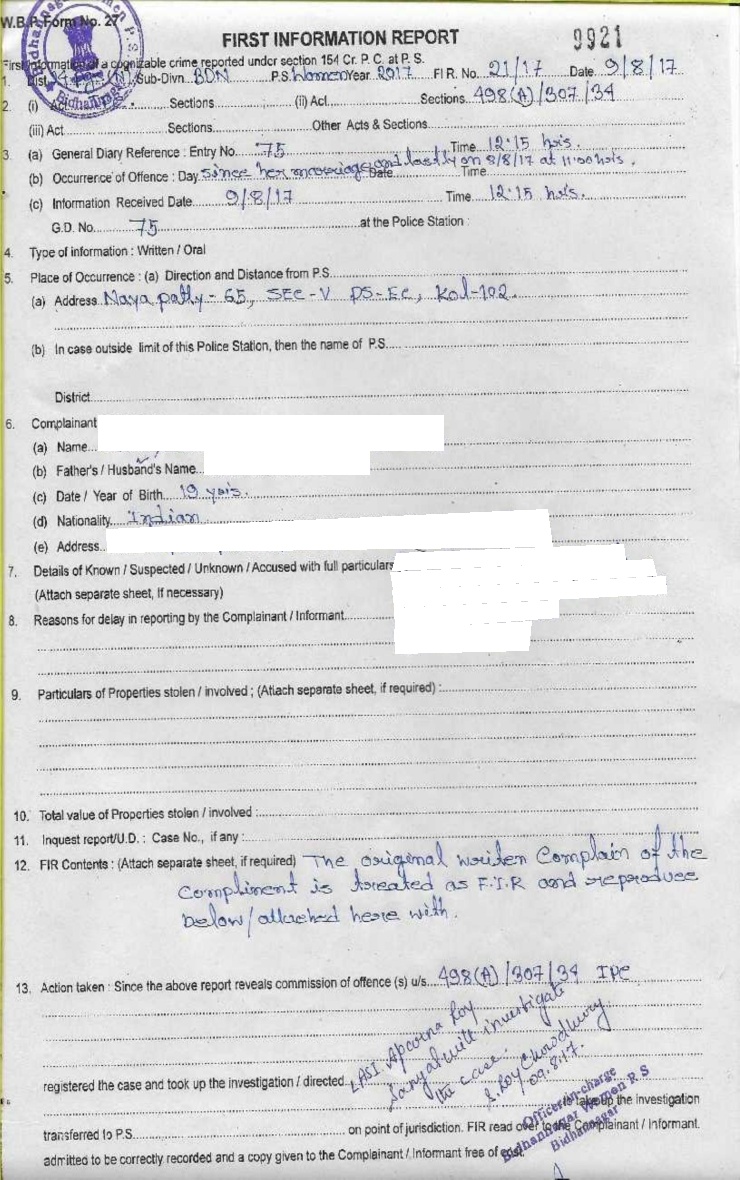 W.B.P. Form No. 27
FIRST INFORMATION REPORT
9921
First Information of a cognizable crime reported under section 154 Cr. P. C. at P. S.
1. Sub-Divn. BDN P.S. Women Year 2017 F I R. No. 21/17 Date 9/8/17
2. (i) Act Sections (ii) Act. Sections 498(A)/307/34
(iii) Act Sections Other Acts & Sections
3. (a) General Diary Reference : Entry No. 75 Time 12:15 hrs.
(b) Occurrence of Offence : Day since her marriage and lastly on 8/8/17 at 11:00 hrs. Date Time
(c) Information Received Date 9/8/17 Time 12:15 hrs.
G.D. No. 75 at the Police Station :
4. Type of information : Written / Oral
5. Place of Occurrence : (a) Direction and Distance from P.S.
(a) Address Naya patty - 65, SEC-V PS-EC, Kol-102.
(b) In case outside limit of this Police Station, then the name of P.S.
District
6. Complainant
(a) Name
(b) Father's / Husband's Name
(c) Date / Year of Birth 19 yrs.
(d) Nationality Indian
(e) Address
7. Details of Known / Suspected / Unknown / Accused with full particulars
(Attach separate sheet, If necessary)
8. Reasons for delay in reporting by the Complainant / Informant
9. Particulars of Properties stolen / involved ; (Attach separate sheet, if required) :
10. Total value of Properties stolen / involved :
11. Inquest report/U.D. : Case No., if any :
12. FIR Contents : (Attach separate sheet, if required) The original writen Complain of the
Compliment is treated as F.I.R and reproduce
below/attached here with.
13. Action taken : Since the above report reveals commission of offence (s) u/s. 498(A)/307/34 IPC
LASI Aparna Roy
Sanyal will investigate
the case.
S. Roy Chowdhury
09.8.17.
registered the case and took up the investigation / directed
to take up the investigation
Officer-in-charge
Bidhannagar Women P.S
Bidhannagar
transferred to P.S. on point of jurisdiction. FIR read over to the Complainant / Informant.
admitted to be correctly recorded and a copy given to the Complainant / Informant free of cost.